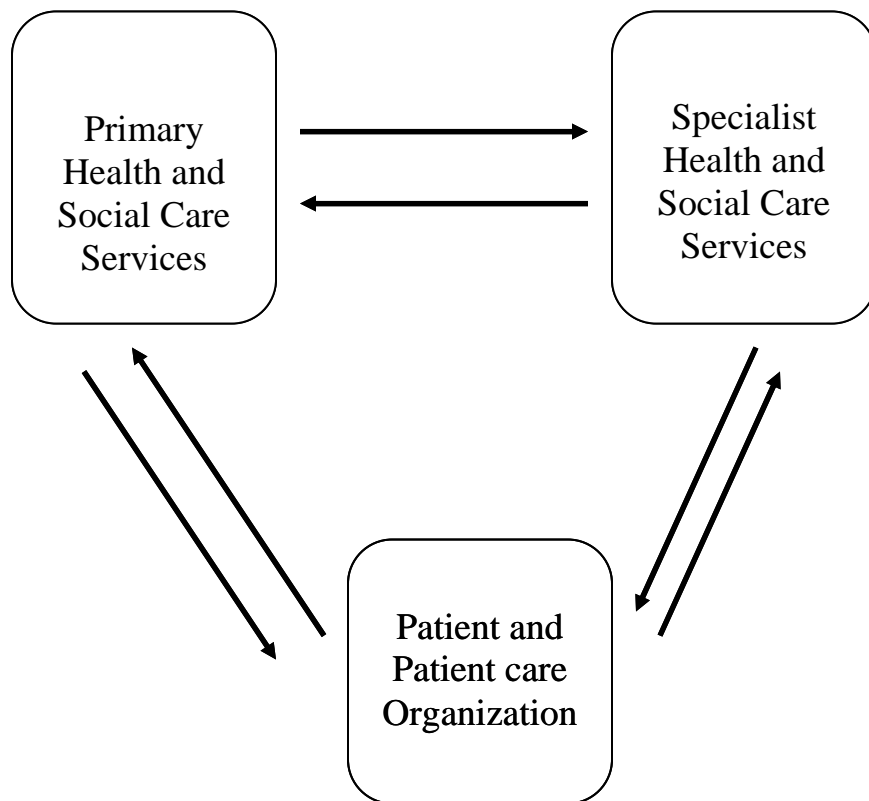 Primary
Health and
Social Care
Services
Specialist
Health and
Social Care
Services
Patient and
Patient care
Organization